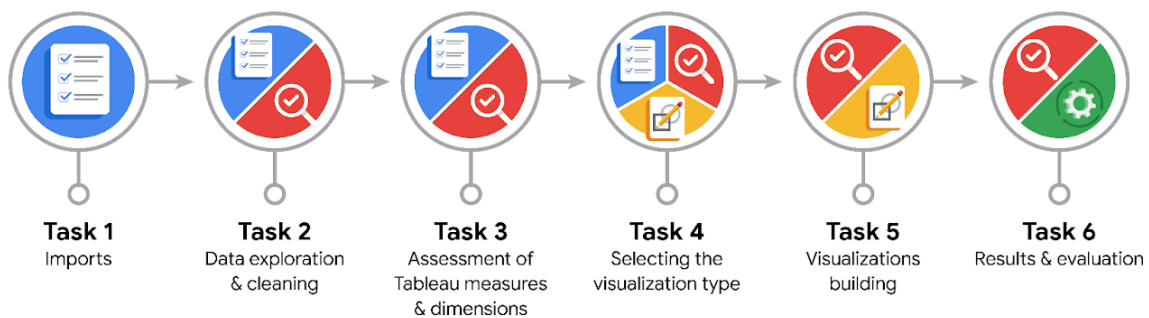 Task 1
Imports
Task 2
Data exploration
& cleaning
Task 3
Assessment of
Tableau measures
& dimensions
Task 4
Selecting the
visualization type
Task 5
Visualizations
building
Task 6
Results & evaluation